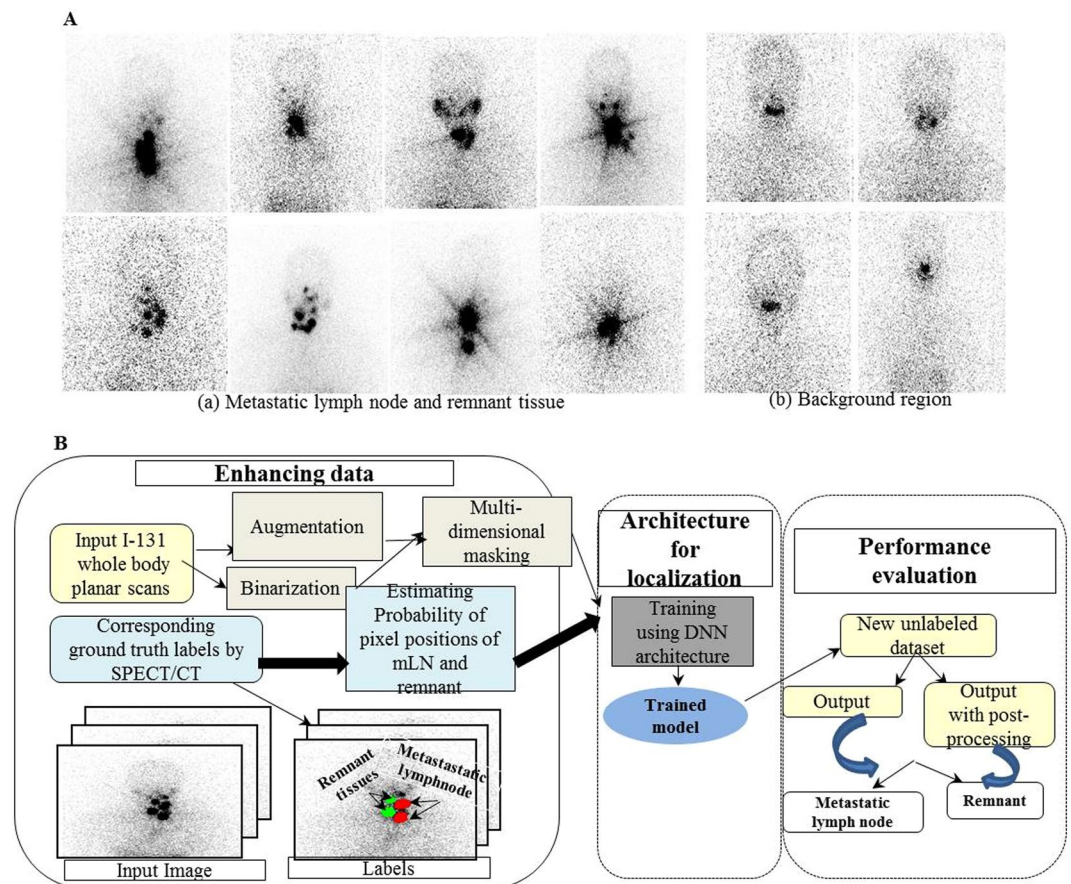 A
(a) Metastatic lymph node and remnant tissue
(b) Background region
B
Enhancing data
Input I-131
whole body
planar scans
Augmentation
Binarization
Multi-
dimensional
masking
Corresponding
ground truth labels by
SPECT/CT
Estimating
Probability of
pixel positions of
mLN and
remnant
Input Image
Remnant
tissues
Metastastatic
lymphnode
Labels
Architecture
for
localization
Training
using DNN
architecture
Trained
model
Performance
evaluation
New unlabeled
dataset
Output
Output
with post-
processing
Metastatic
lymph node
Remnant